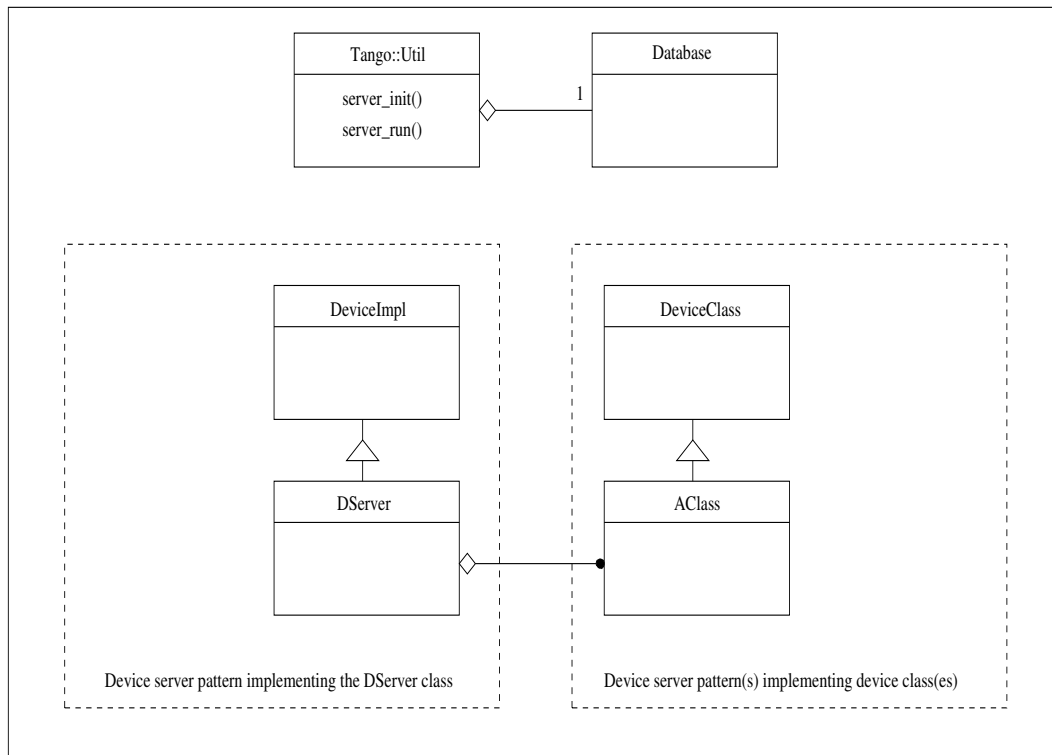 Tango::Util
server_init()
server_run()
1
Database
DeviceImpl
DeviceClass
DServer
AClass
Device server pattern implementing the DServer class
Device server pattern(s) implementing device class(es)